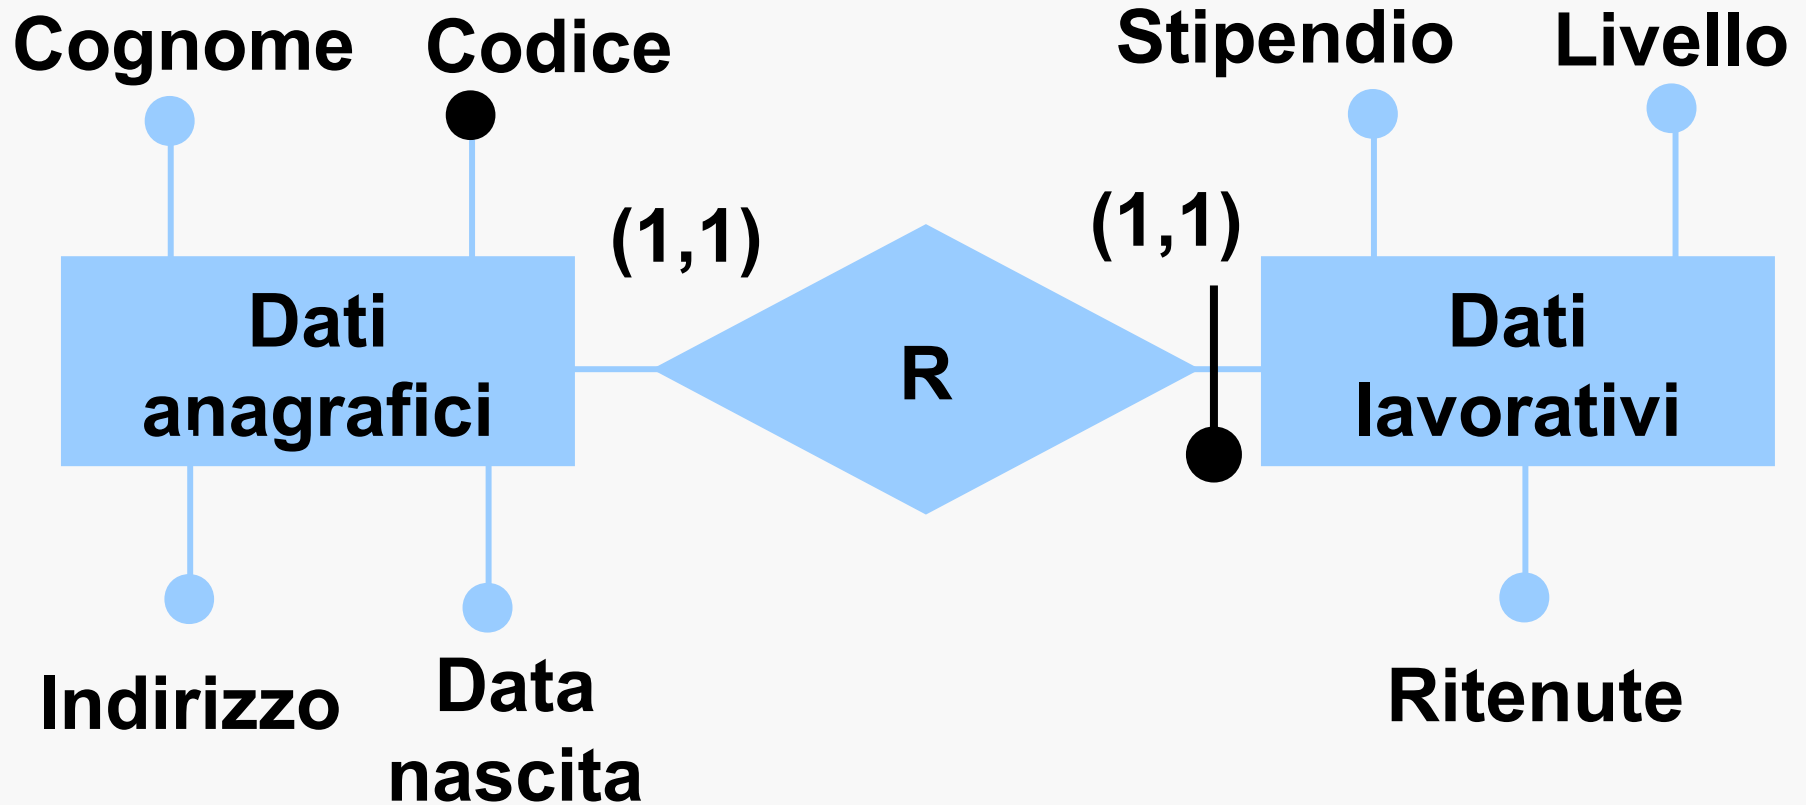 Cognome
Codice
Stipendio
Livello
(1,1)
(1,1)
Dati
anagrafici
R
Dati
lavorativi
Indirizzo
Data
nascita
Ritenute